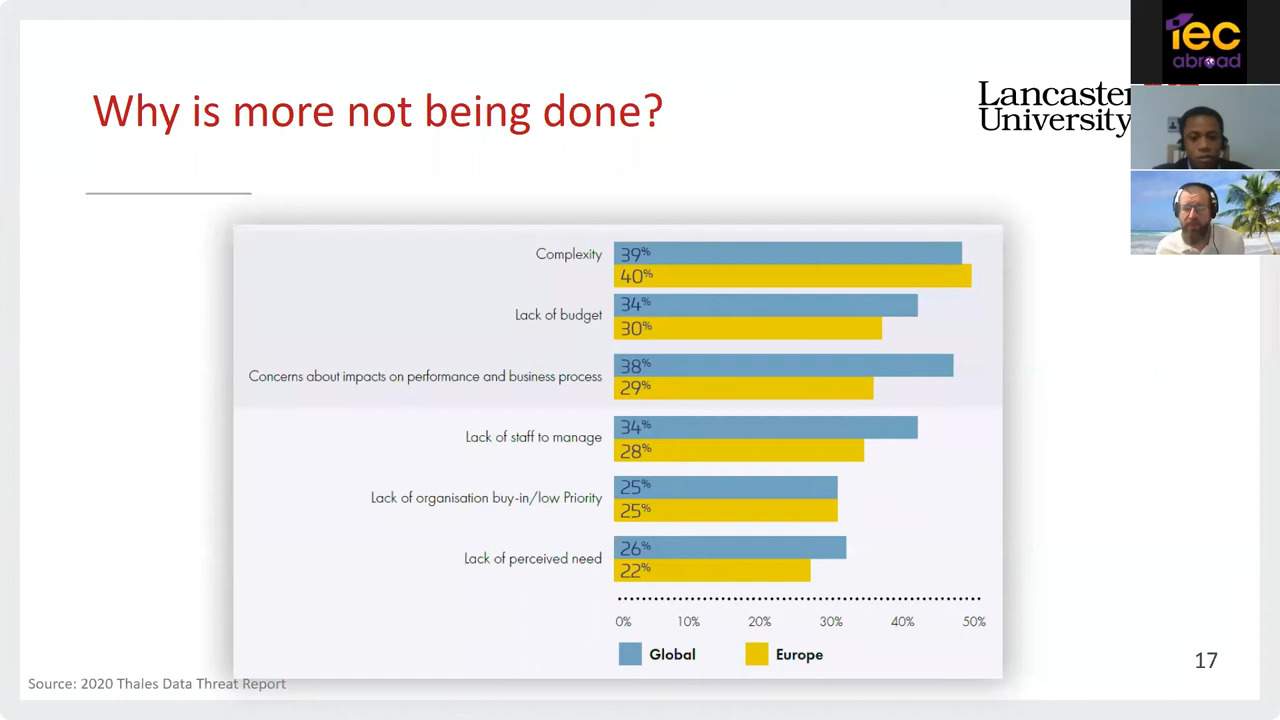 iec
abroad
Why is more not being done?
Lancaster
University
Complexity
39%
40%
Lack of budget
34%
30%
Concerns about impacts on performance and business process
38%
29%
Lack of staff to manage
34%
28%
Lack of organisation buy-in/low Priority
25%
25%
Lack of perceived need
26%
22%
0% 10% 20% 30% 40% 50%
Global Europe
17
Source: 2020 Thales Data Threat Report